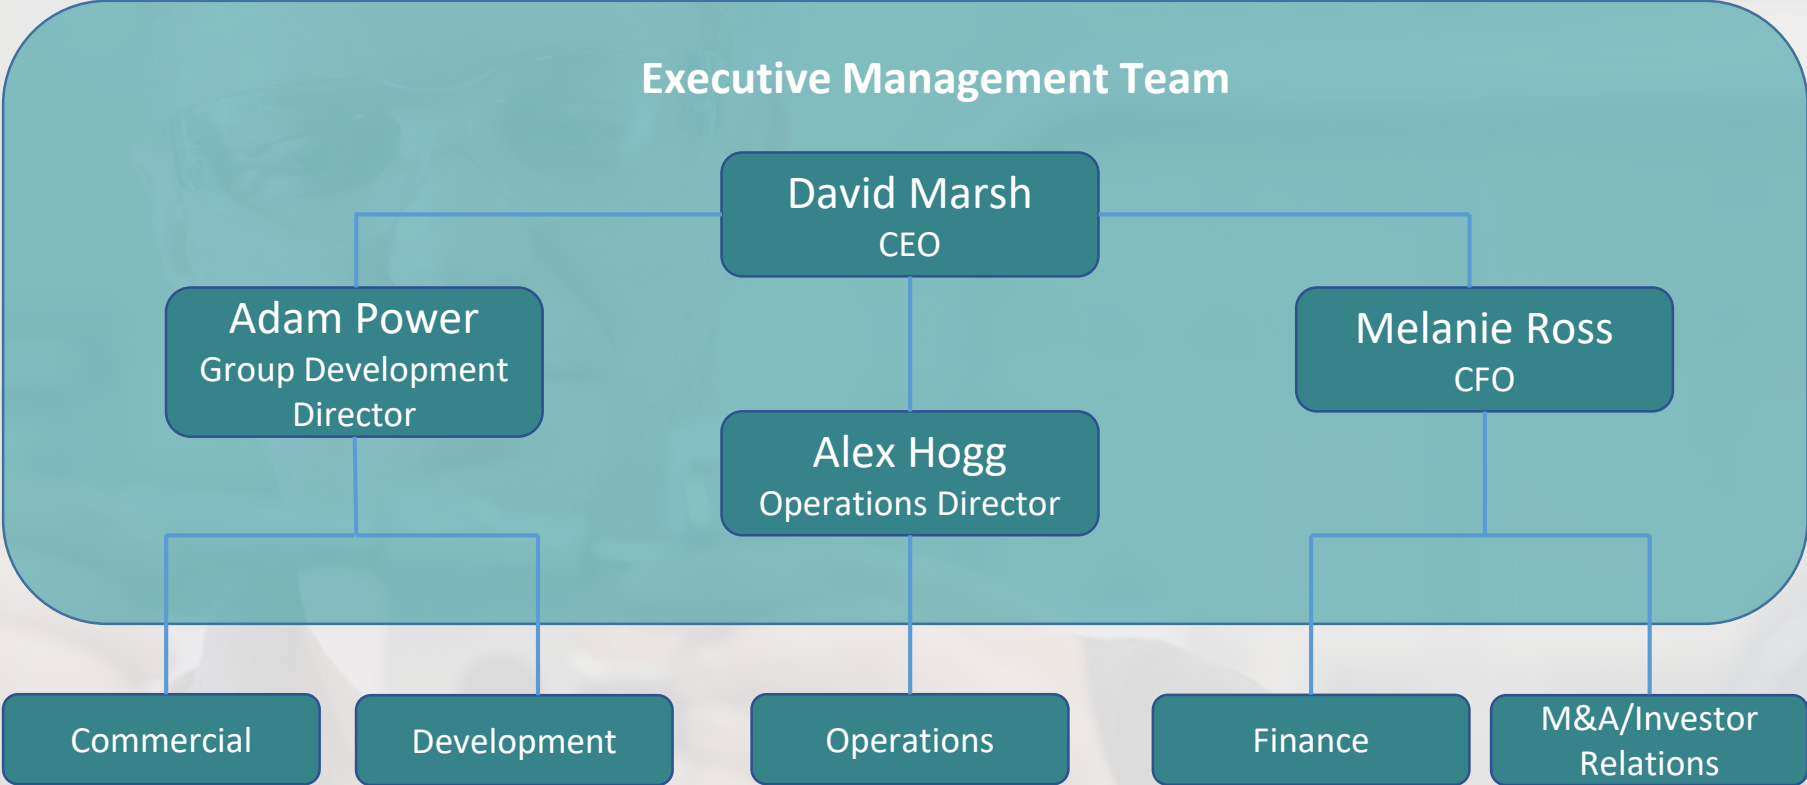 Executive Management Team
David Marsh
CEO
Adam Power
Group Development
Director
Melanie Ross
CFO
Alex Hogg
Operations Director
Commercial
Development
Operations
Finance
M&A/Investor
Relations